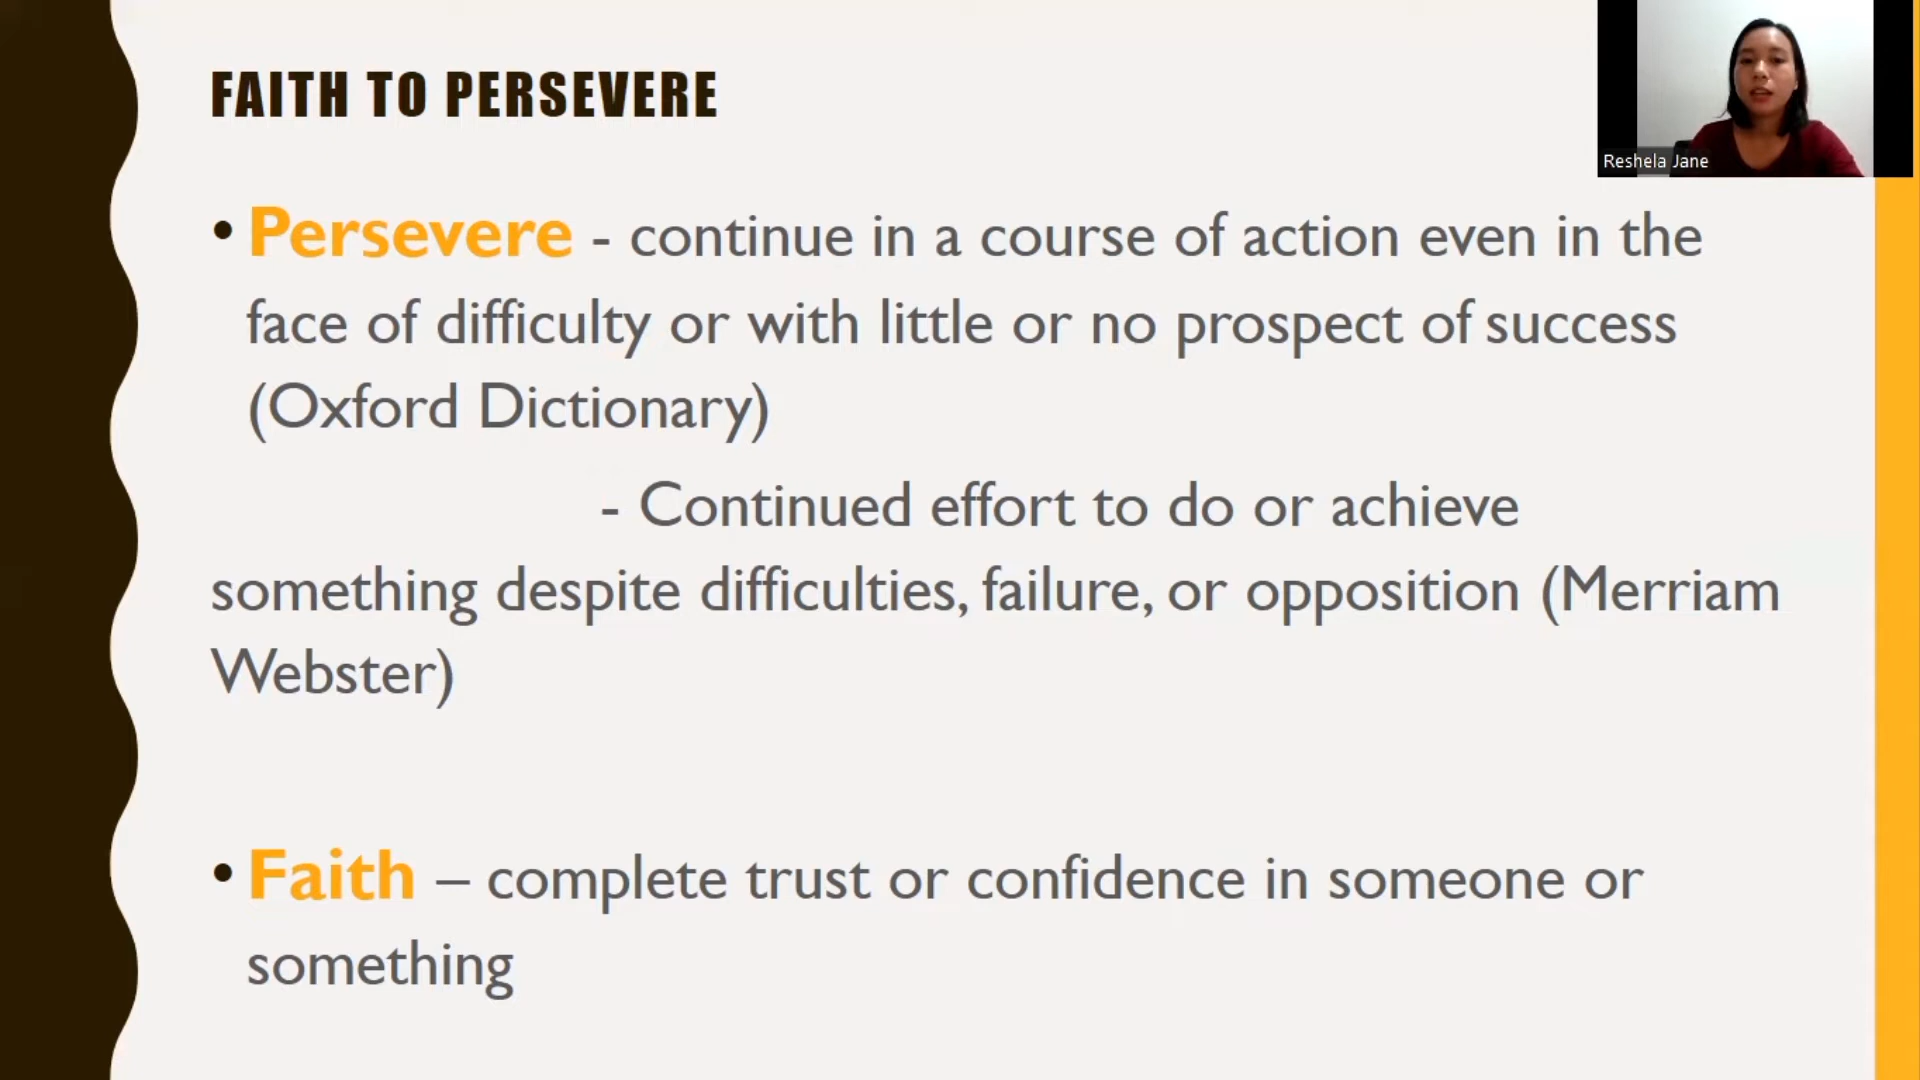 FAITH TO PERSEVERE
Reshela Jane
• Persevere - continue in a course of action even in the
face of difficulty or with little or no prospect of success
(Oxford Dictionary)
- Continued effort to do or achieve
something despite difficulties, failure, or opposition (Merriam
Webster)
• Faith – complete trust or confidence in someone or
something